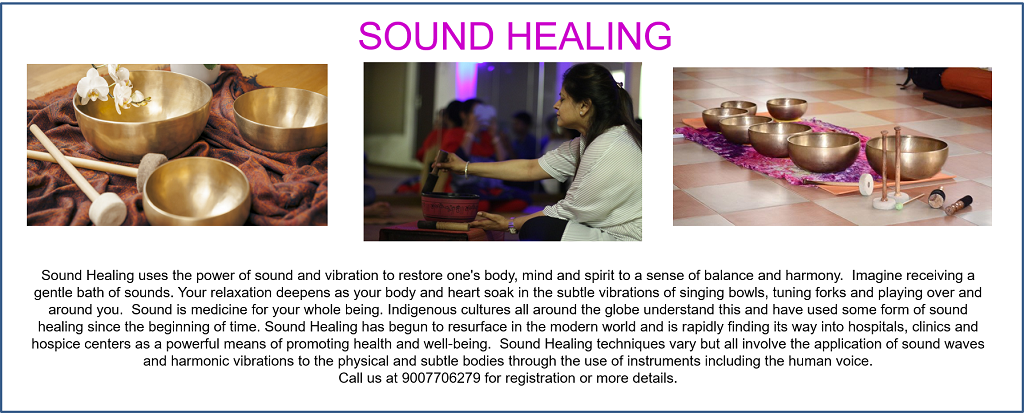 SOUND HEALING
Sound Healing uses the power of sound and vibration to restore one's body, mind and spirit to a sense of balance and harmony.  Imagine receiving a
gentle bath of sounds. Your relaxation deepens as your body and heart soak in the subtle vibrations of singing bowls, tuning forks and playing over and
around you.  Sound is medicine for your whole being. Indigenous cultures all around the globe understand this and have used some form of sound
healing since the beginning of time. Sound Healing has begun to resurface in the modern world and is rapidly finding its way into hospitals, clinics and
hospice centers as a powerful means of promoting health and well-being.  Sound Healing techniques vary but all involve the application of sound waves
and harmonic vibrations to the physical and subtle bodies through the use of instruments including the human voice.
Call us at 9007706279 for registration or more details.